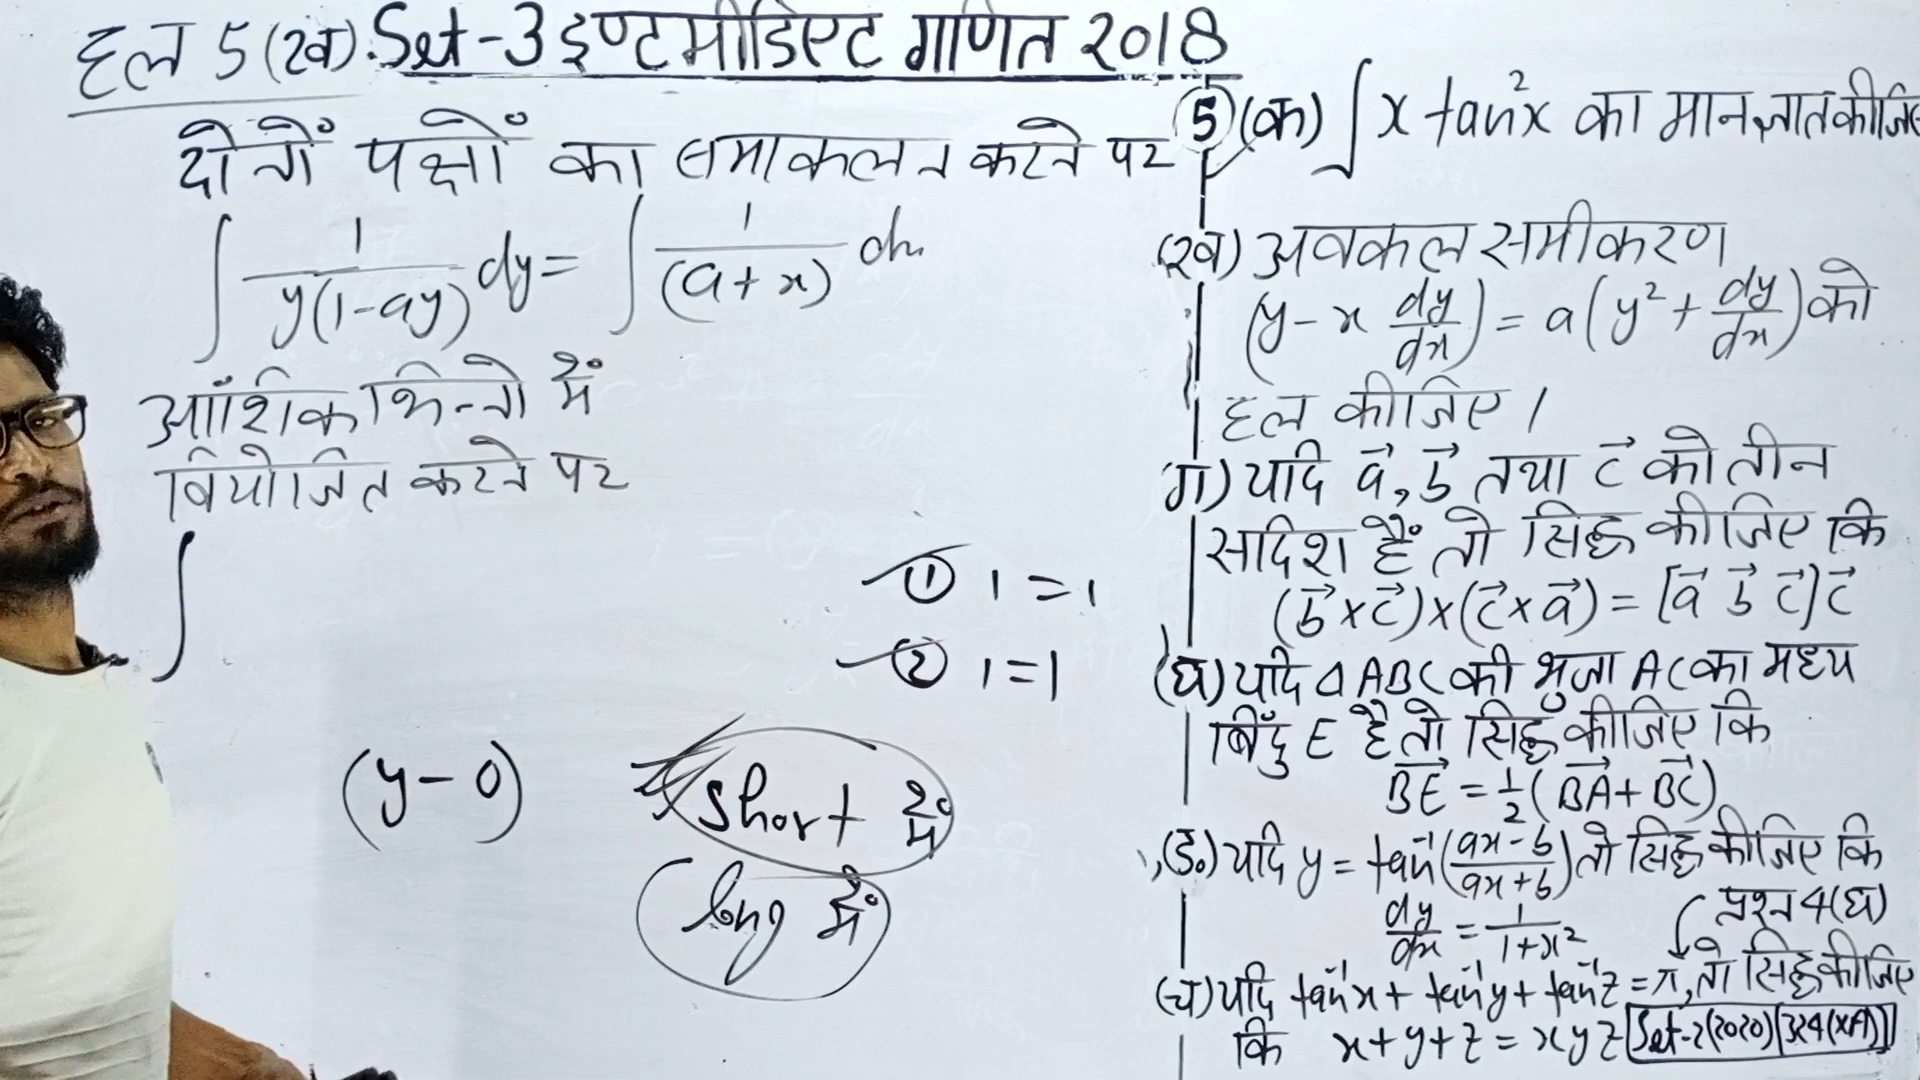 हल 5(ख). Set-3 इण्टरमीडिएट गणित 2018
दोनों पक्षों का समाकलन करने पर
∫ 1/(y(1-ay)) dy = ∫ 1/(a+x) dx
आंशिक भिन्नो में
वियोजित करने पर
∫
① 1=1
② 1=1
(y-0)
Short में
long में
⑤(क) ∫ x tan²x का मान ज्ञात कीजिए
(ख) अवकल समीकरण
(y - x dy/dx) = a(y² + dy/dx) को
हल कीजिए।
ग) यदि a⃗, b⃗ तथा c⃗ को तीन
सदिश हैं तो सिद्ध कीजिए कि
(b⃗×c⃗)×(c⃗×a⃗) = [a⃗ b⃗ c⃗]c⃗
(घ) यदि Δ ABC की भुजा AC का मध्य
बिंदु E है तो सिद्ध कीजिए कि
BE⃗ = 1/2 (BA⃗ + BC⃗)
(ङ) यदि y = tan⁻¹((ax-b)/(ax+b)) तो सिद्ध कीजिए कि
dy/dx = 1/(1+x²) प्रश्न 4(घ)
(च) यदि tan⁻¹x + tan⁻¹y + tan⁻¹z = π, तो सिद्ध कीजिए
कि x+y+z = xyz [Set-2(2020)[324(XA)]]